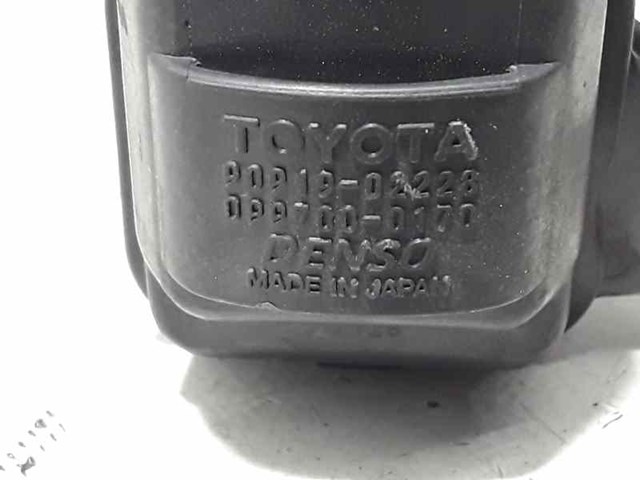 TOYOTA
90919-02228
099700-0170
DENSO
MADE IN JAPAN